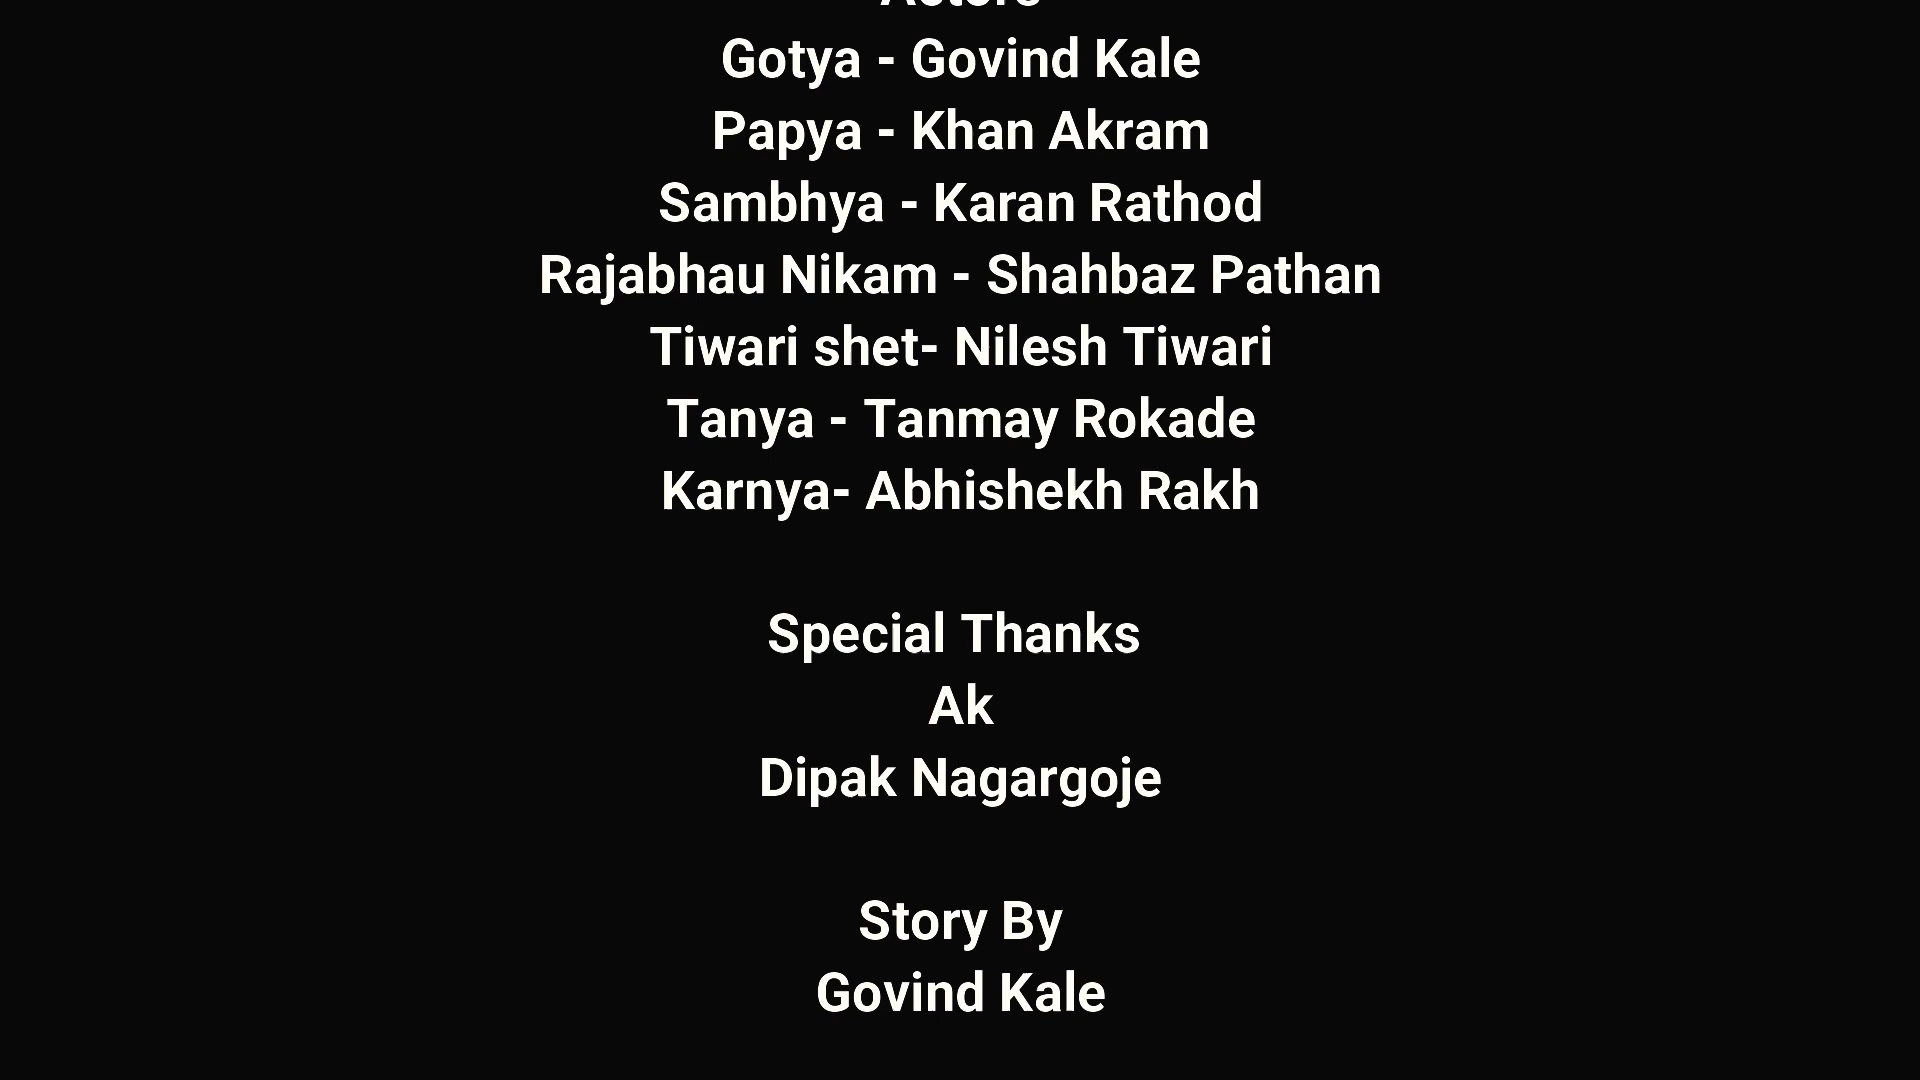 Actors
Gotya - Govind Kale
Papya - Khan Akram
Sambhya - Karan Rathod
Rajabhau Nikam - Shahbaz Pathan
Tiwari shet- Nilesh Tiwari
Tanya - Tanmay Rokade
Karnya- Abhishekh Rakh
Special Thanks
Ak
Dipak Nagargoje
Story By
Govind Kale